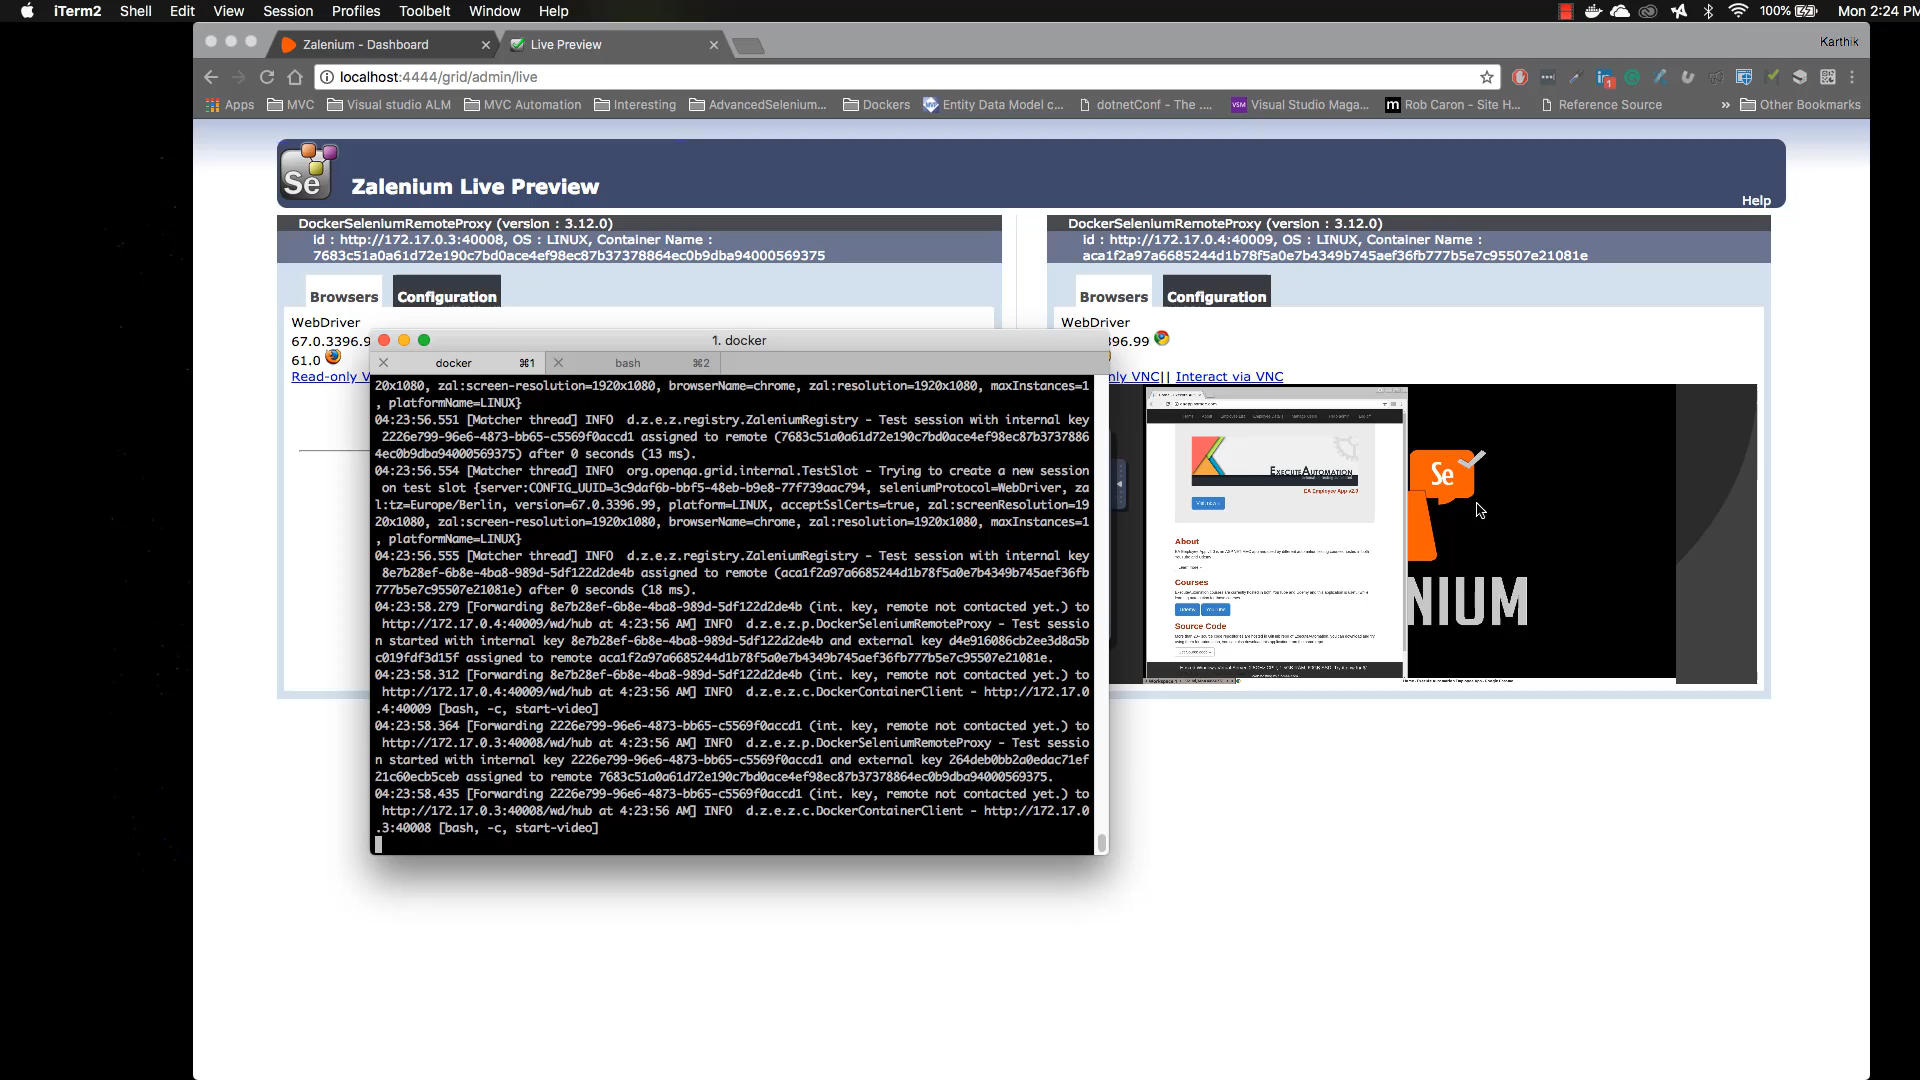 iTerm2 Shell Edit View Session Profiles Toolbelt Window Help 100% Mon 2:24 PM
Zalenium - Dashboard Live Preview Karthik
localhost:4444/grid/admin/live
Apps MVC Visual studio ALM MVC Automation Interesting AdvancedSelenium... Dockers Entity Data Model c... dotnetConf - The .... Visual Studio Maga... Rob Caron - Site H... Reference Source » Other Bookmarks
Se Zalenium Live Preview
Help
DockerSeleniumRemoteProxy (version : 3.12.0)
id : http://172.17.0.3:40008, OS : LINUX, Container Name :
7683c51a0a61d72e190c7bd0ace4ef98ec87b37378864ec0b9dba94000569375
Browsers Configuration
WebDriver
67.0.3396.9
61.0
Read-only V
DockerSeleniumRemoteProxy (version : 3.12.0)
id : http://172.17.0.4:40009, OS : LINUX, Container Name :
aca1f2a97a6685244d1b78f5a0e7b4349b745aef36fb777b5e7c95507e21081e
Browsers Configuration
WebDriver
96.99
nly VNC|| Interact via VNC
1. docker
docker ⌘1 bash ⌘2
20x1080, zal:screen-resolution=1920x1080, browserName=chrome, zal:resolution=1920x1080, maxInstances=1
, platformName=LINUX}
04:23:56.551 [Matcher thread] INFO d.z.e.z.registry.ZaleniumRegistry - Test session with internal key
2226e799-96e6-4873-bb65-c5569f0accd1 assigned to remote (7683c51a0a61d72e190c7bd0ace4ef98ec87b3737886
4ec0b9dba94000569375) after 0 seconds (13 ms).
04:23:56.554 [Matcher thread] INFO org.openqa.grid.internal.TestSlot - Trying to create a new session
on test slot {server:CONFIG_UUID=3c9daf6b-bbf5-48eb-b9e8-77f739aac794, seleniumProtocol=WebDriver, za
l:tz=Europe/Berlin, version=67.0.3396.99, platform=LINUX, acceptSslCerts=true, zal:screenResolution=19
20x1080, zal:screen-resolution=1920x1080, browserName=chrome, zal:resolution=1920x1080, maxInstances=1
, platformName=LINUX}
04:23:56.555 [Matcher thread] INFO d.z.e.z.registry.ZaleniumRegistry - Test session with internal key
8e7b28ef-6b8e-4ba8-989d-5df122d2de4b assigned to remote (aca1f2a97a6685244d1b78f5a0e7b4349b745aef36fb
777b5e7c95507e21081e) after 0 seconds (18 ms).
04:23:58.279 [Forwarding 8e7b28ef-6b8e-4ba8-989d-5df122d2de4b (int. key, remote not contacted yet.) to
http://172.17.0.4:40009/wd/hub at 4:23:56 AM] INFO d.z.e.z.p.DockerSeleniumRemoteProxy - Test sessio
n started with internal key 8e7b28ef-6b8e-4ba8-989d-5df122d2de4b and external key d4e916086cb2ee3d8a5b
c019fdf3d15f assigned to remote aca1f2a97a6685244d1b78f5a0e7b4349b745aef36fb777b5e7c95507e21081e.
04:23:58.312 [Forwarding 8e7b28ef-6b8e-4ba8-989d-5df122d2de4b (int. key, remote not contacted yet.) to
http://172.17.0.4:40009/wd/hub at 4:23:56 AM] INFO d.z.e.z.c.DockerContainerClient - http://172.17.0
.4:40009 [bash, -c, start-video]
04:23:58.364 [Forwarding 2226e799-96e6-4873-bb65-c5569f0accd1 (int. key, remote not contacted yet.) to
http://172.17.0.3:40008/wd/hub at 4:23:56 AM] INFO d.z.e.z.p.DockerSeleniumRemoteProxy - Test sessio
n started with internal key 2226e799-96e6-4873-bb65-c5569f0accd1 and external key 264deb0bb2a0edac71ef
21c60ecb5ceb assigned to remote 7683c51a0a61d72e190c7bd0ace4ef98ec87b37378864ec0b9dba94000569375.
04:23:58.435 [Forwarding 2226e799-96e6-4873-bb65-c5569f0accd1 (int. key, remote not contacted yet.) to
http://172.17.0.3:40008/wd/hub at 4:23:56 AM] INFO d.z.e.z.c.DockerContainerClient - http://172.17.0
.3:40008 [bash, -c, start-video]
EXECUTEAUTOMATION
EA Employee App v2.0
About
Courses
Udemy YouTube
Source Code
Se
NIUM